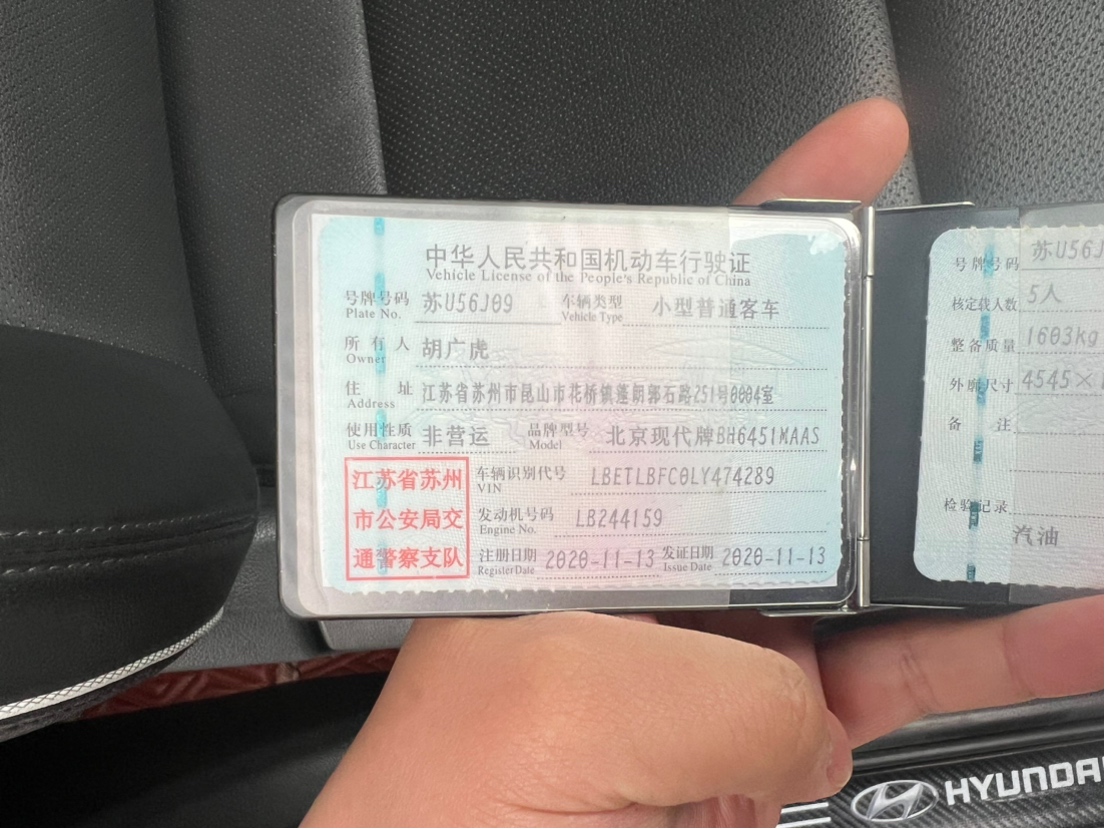 中华人民共和国机动车行驶证
Vehicle License of the People's Republic of China
号牌号码 苏U56J09 车辆类型 小型普通客车
Plate No. Vehicle Type
所有人 胡广虎
Owner
住址 江苏省苏州市昆山市花桥镇蓬朗郭石路251号0004室
Address
使用性质 非营运 品牌型号 北京现代牌BH6451MAAS
Use Character Model
江苏省苏州
市公安局交
通警察支队
车辆识别代号 LBETLBFC0LY474289
VIN
发动机号码 LB244159
Engine No.
注册日期 2020-11-13 发证日期 2020-11-13
Register Date Issue Date
号牌号码 苏U56J
核定载人数 5人
整备质量 1603kg
外廓尺寸 4545×
备注
检验记录
汽油
HYUNDAI